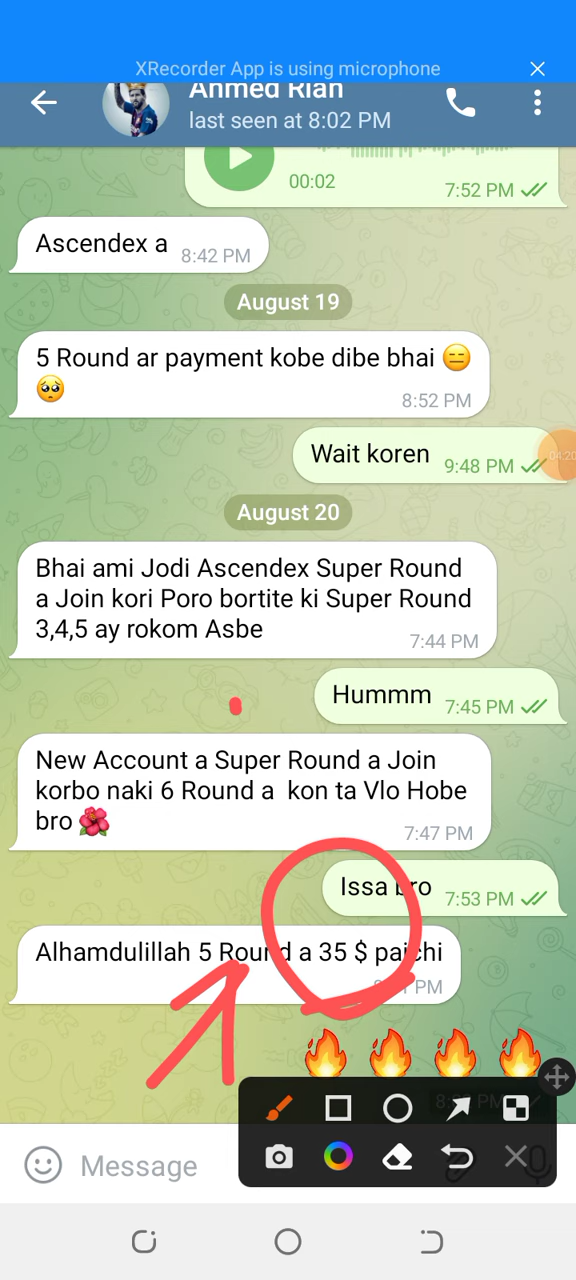 XRecorder App is using microphone
Ahmed Rian
last seen at 8:02 PM
00:02
7:52 PM
Ascendex a 8:42 PM
August 19
5 Round ar payment kobe dibe bhai 😑
🥺
8:52 PM
Wait koren 9:48 PM
04:20
August 20
Bhai ami Jodi Ascendex Super Round
a Join kori Poro bortite ki Super Round
3,4,5 ay rokom Asbe
7:44 PM
Hummm 7:45 PM
New Account a Super Round a Join
korbo naki 6 Round a kon ta Vlo Hobe
bro 🌺
7:47 PM
Issa bro 7:53 PM
Alhamdulillah 5 Round a 35 $ paichi
PM
🔥 🔥 🔥 🔥
Message